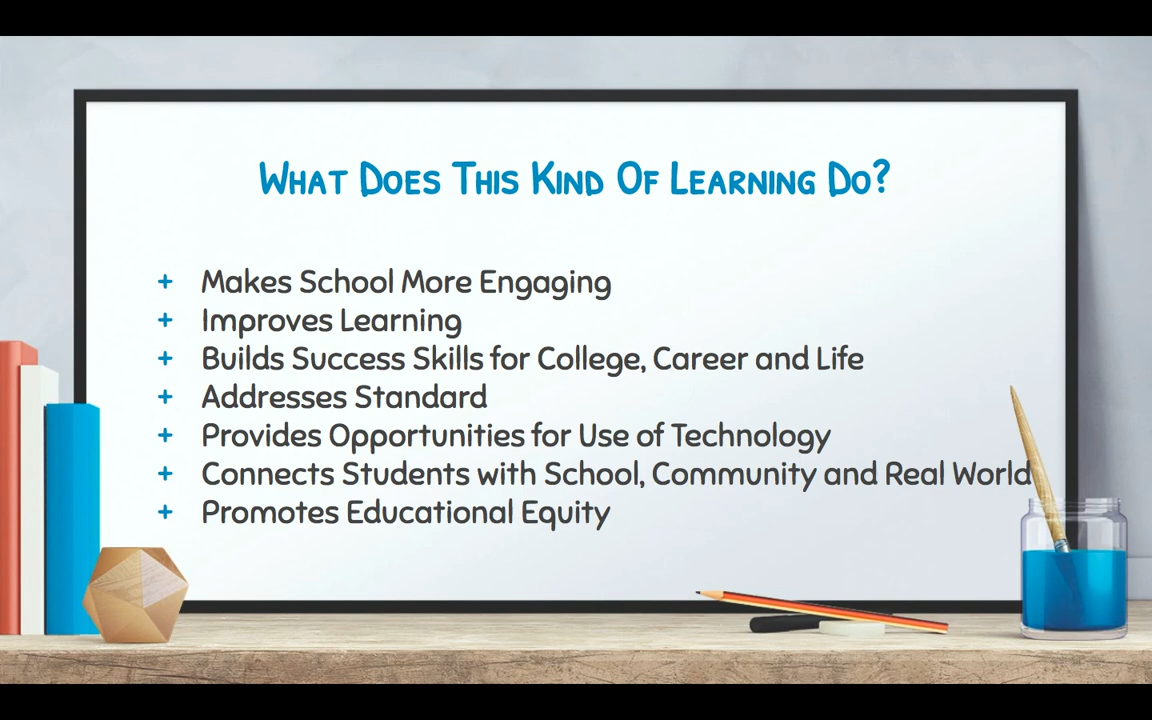 What Does This Kind Of Learning Do?
+ Makes School More Engaging
+ Improves Learning
+ Builds Success Skills for College, Career and Life
+ Addresses Standard
+ Provides Opportunities for Use of Technology
+ Connects Students with School, Community and Real World
+ Promotes Educational Equity